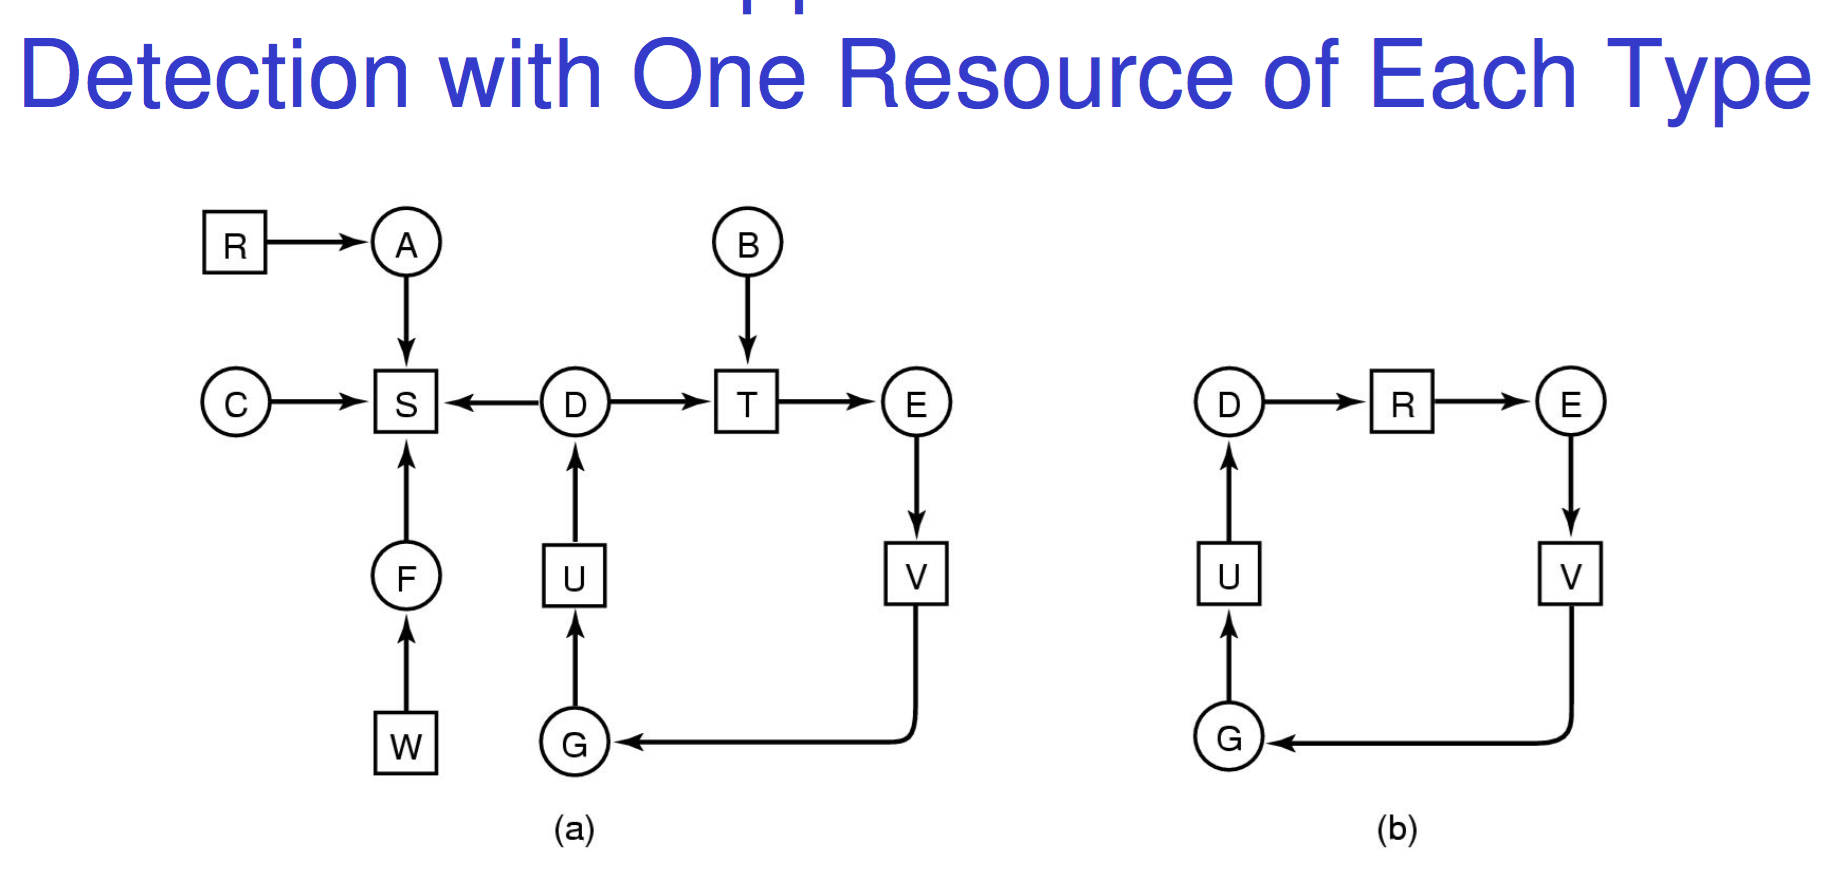 Detection with One Resource of Each Type
R A B
C S D T E D R E
F U V U V
W G G
(a) (b)